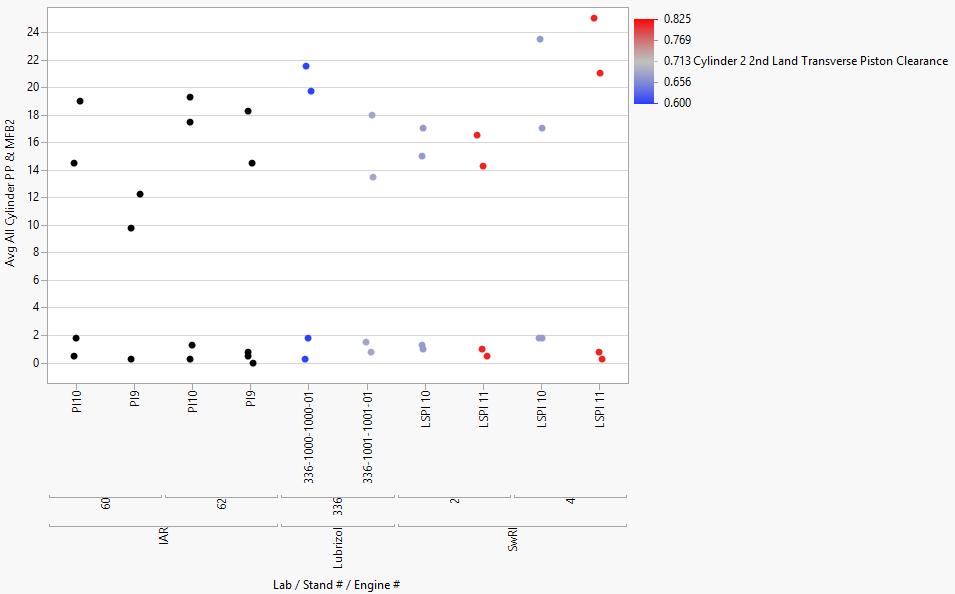 Avg All Cylinder PP & MFB2
24
22
20
18
16
14
12
10
8
6
4
2
0
0.825
0.769
0.713 Cylinder 2 2nd Land Transverse Piston Clearance
0.656
0.600
PI10
PI9
PI10
PI9
336-1000-1000-01
336-1001-1001-01
LSPI 10
LSPI 11
LSPI 10
LSPI 11
60
62
336
2
4
IAR
Lubrizol
SwRI
Lab / Stand # / Engine #